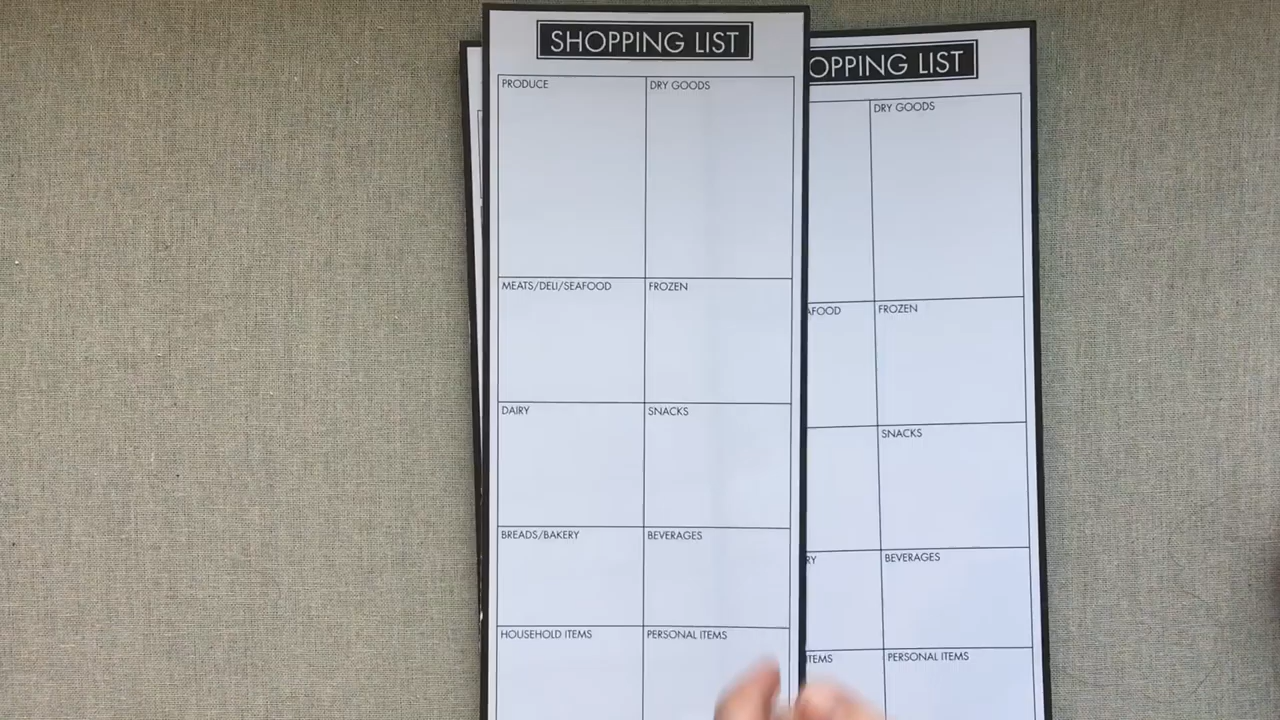 SHOPPING LIST
PRODUCE
DRY GOODS
MEATS/DELI/SEAFOOD
FROZEN
DAIRY
SNACKS
BREADS/BAKERY
BEVERAGES
HOUSEHOLD ITEMS
PERSONAL ITEMS
OPPING LIST
DRY GOODS
AFOOD
FROZEN
SNACKS
RY
BEVERAGES
ITEMS
PERSONAL ITEMS